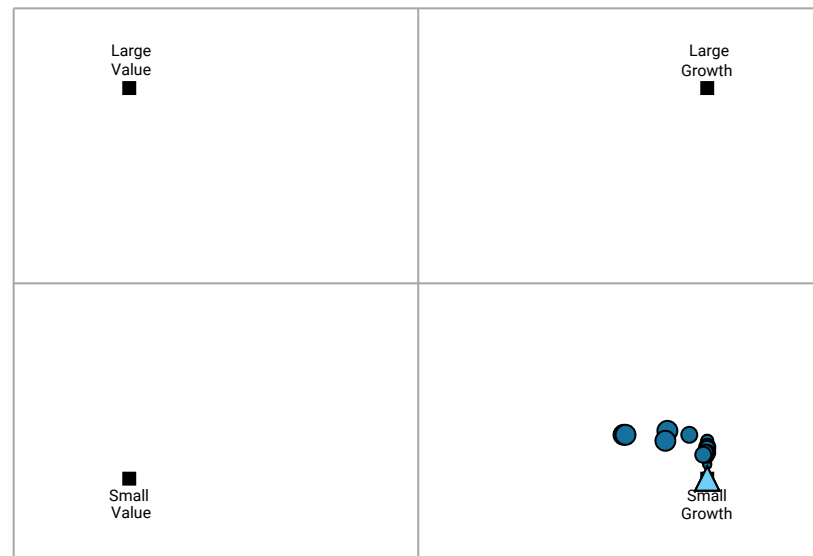 Large
Value
Large
Growth
Small
Value
Small
Growth